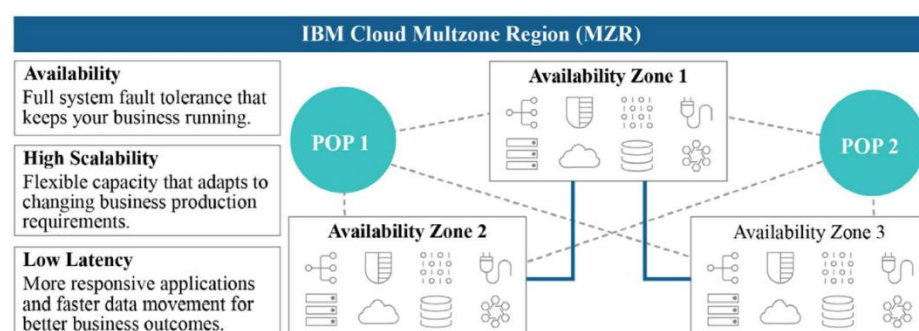 IBM Cloud Multzone Region (MZR)
Availability
Full system fault tolerance that
keeps your business running.
High Scalability
Flexible capacity that adapts to
changing business production
requirements.
Low Latency
More responsive applications
and faster data movement for
better business outcomes.
POP 1
Availability Zone 1
POP 2
Availability Zone 2
Availability Zone 3